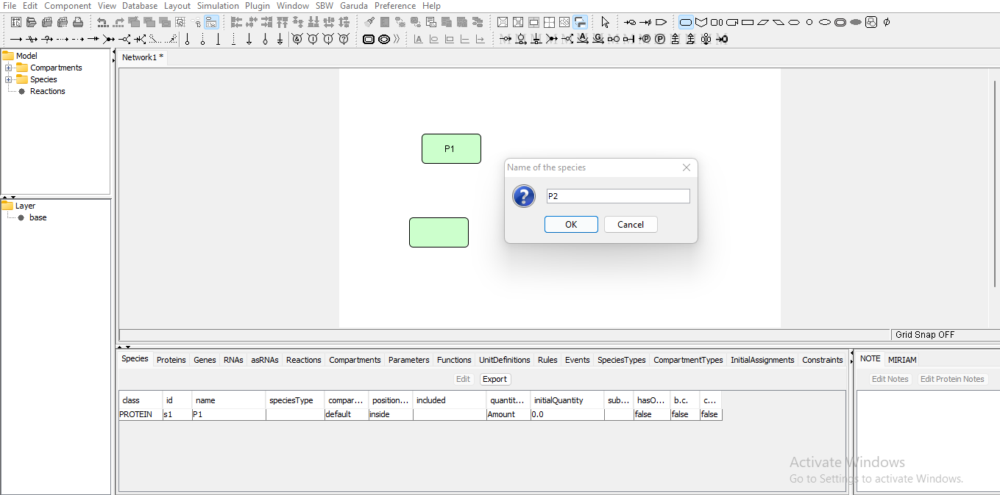 File Edit Component View Database Layout Simulation Plugin Window SBW Garuda Preference Help
Model
Compartments
Species
Reactions
Layer
base
Network1 *
P1
Name of the species
P2
OK Cancel
Grid Snap OFF
Species Proteins Genes RNAs asRNAs Reactions Compartments Parameters Functions UnitDefinitions Rules Events SpeciesTypes CompartmentTypes InitialAssignments Constraints
Edit Export
class id name speciesType compar... position... included quantit... initialQuantity sub... hasO... b.c. c...
PROTEIN s1 P1 default inside Amount 0.0 false false false
NOTE MIRIAM
Edit Notes Edit Protein Notes
Activate Windows
Go to Settings to activate Windows.